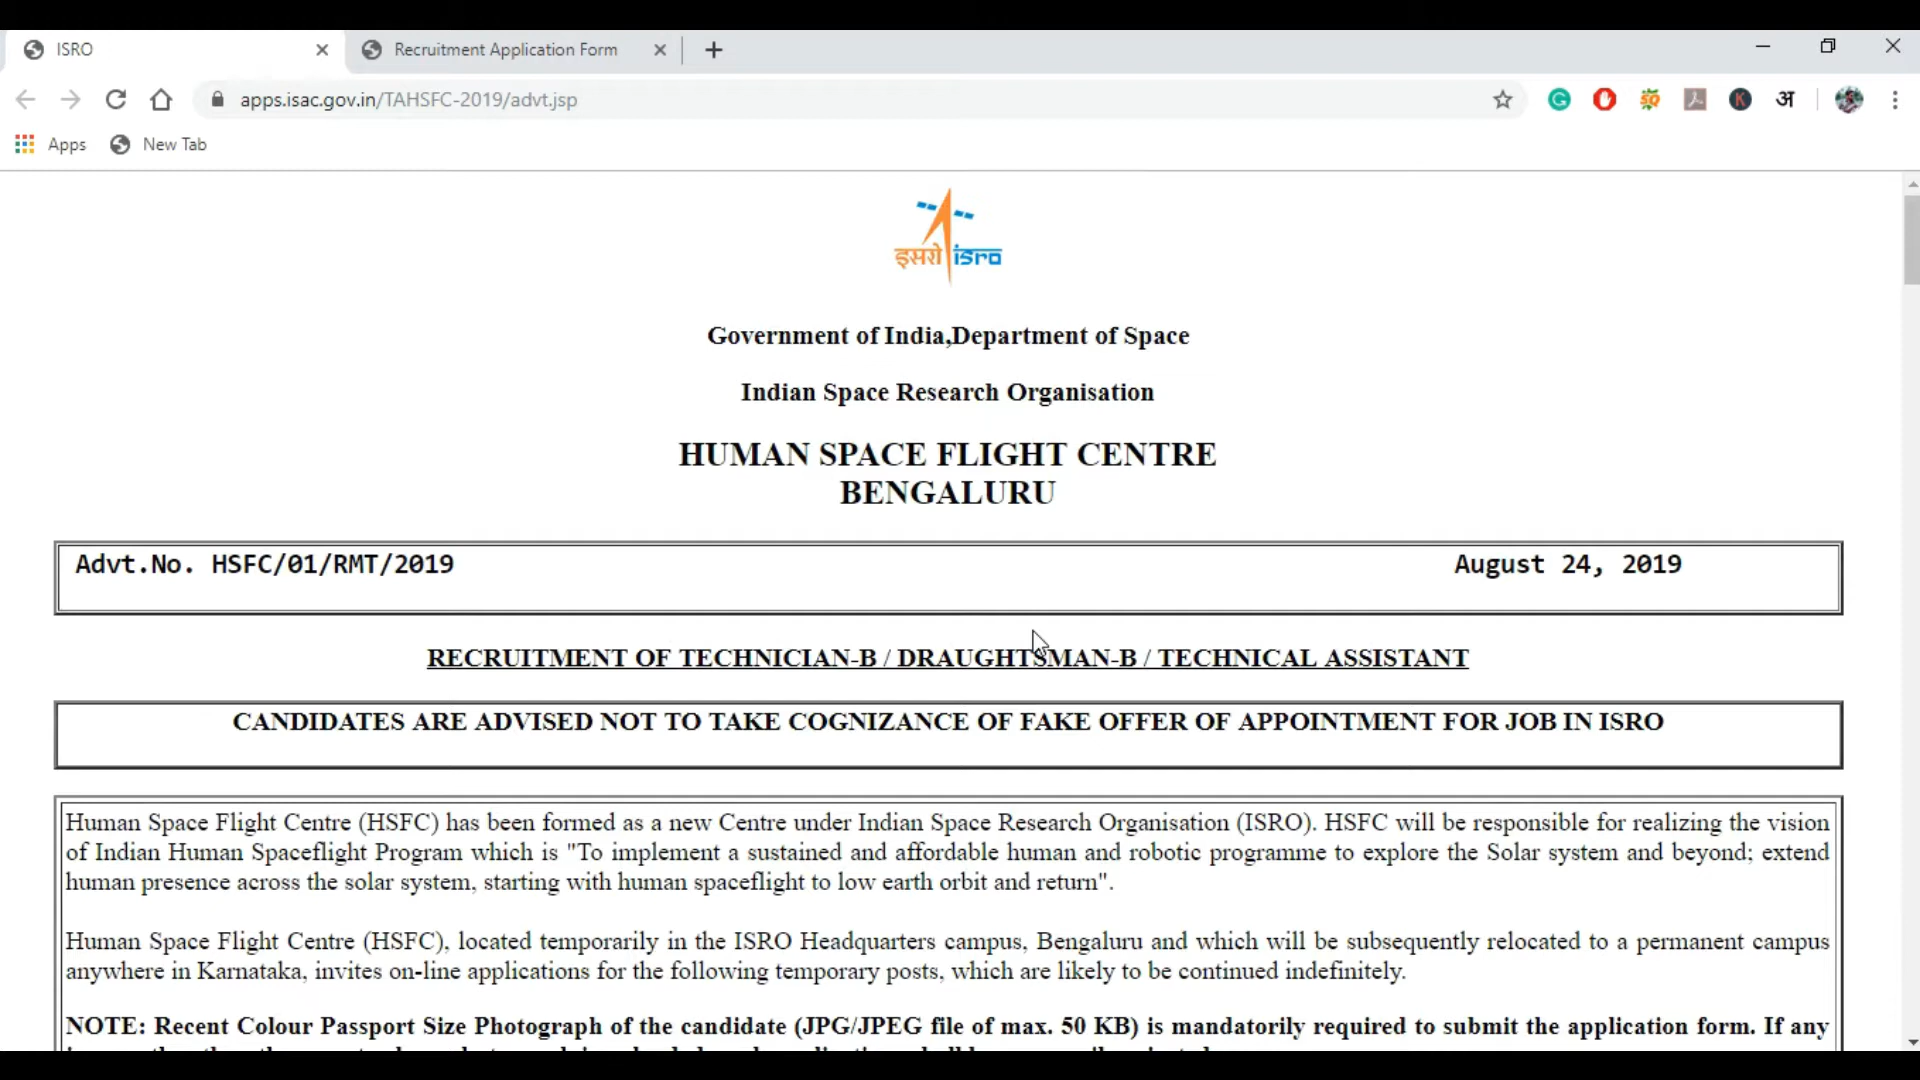 ISRO
Recruitment Application Form
apps.isac.gov.in/TAHSFC-2019/advt.jsp
अ
Apps
New Tab
इसरो isro
Government of India,Department of Space
Indian Space Research Organisation
HUMAN SPACE FLIGHT CENTRE
BENGALURU
Advt.No. HSFC/01/RMT/2019 August 24, 2019
RECRUITMENT OF TECHNICIAN-B / DRAUGHTSMAN-B / TECHNICAL ASSISTANT
CANDIDATES ARE ADVISED NOT TO TAKE COGNIZANCE OF FAKE OFFER OF APPOINTMENT FOR JOB IN ISRO
Human Space Flight Centre (HSFC) has been formed as a new Centre under Indian Space Research Organisation (ISRO). HSFC will be responsible for realizing the vision
of Indian Human Spaceflight Program which is "To implement a sustained and affordable human and robotic programme to explore the Solar system and beyond; extend
human presence across the solar system, starting with human spaceflight to low earth orbit and return".
Human Space Flight Centre (HSFC), located temporarily in the ISRO Headquarters campus, Bengaluru and which will be subsequently relocated to a permanent campus
anywhere in Karnataka, invites on-line applications for the following temporary posts, which are likely to be continued indefinitely.
NOTE: Recent Colour Passport Size Photograph of the candidate (JPG/JPEG file of max. 50 KB) is mandatorily required to submit the application form. If any